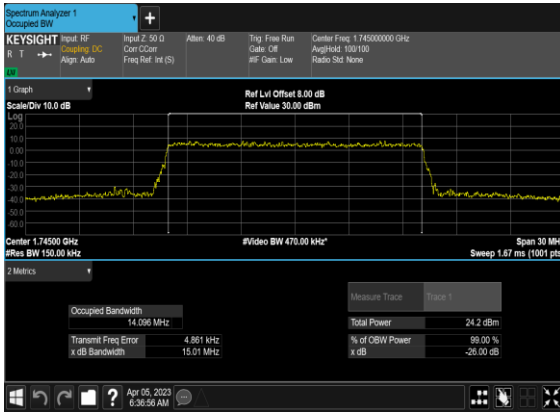 Spectrum Analyzer 1
Occupied BW
KEYSIGHT Input: RF Input Z: 50 Ω Atten: 40 dB Trig: Free Run Center Freq: 1.745000000 GHz
R T Coupling: DC Corr CCorr Gate: Off Avg|Hold: 100/100
Align: Auto Freq Ref: Int (S) #IF Gain: Low Radio Std: None
1 Graph
Ref Lvl Offset 8.00 dB
Scale/Div 10.0 dB Ref Value 30.00 dBm
Log
20.0
10.0
0.00
-10.0
-20.0
-30.0
-40.0
-50.0
-60.0
Center 1.74500 GHz #Video BW 470.00 kHz* Span 30 MH
#Res BW 150.00 kHz Sweep 1.67 ms (1001 pts
2 Metrics
Measure Trace Trace 1
Occupied Bandwidth
14.096 MHz Total Power 24.2 dBm
Transmit Freq Error 4.861 kHz % of OBW Power 99.00 %
x dB Bandwidth 15.01 MHz x dB -26.00 dB
Apr 05, 2023
6:36:56 AM